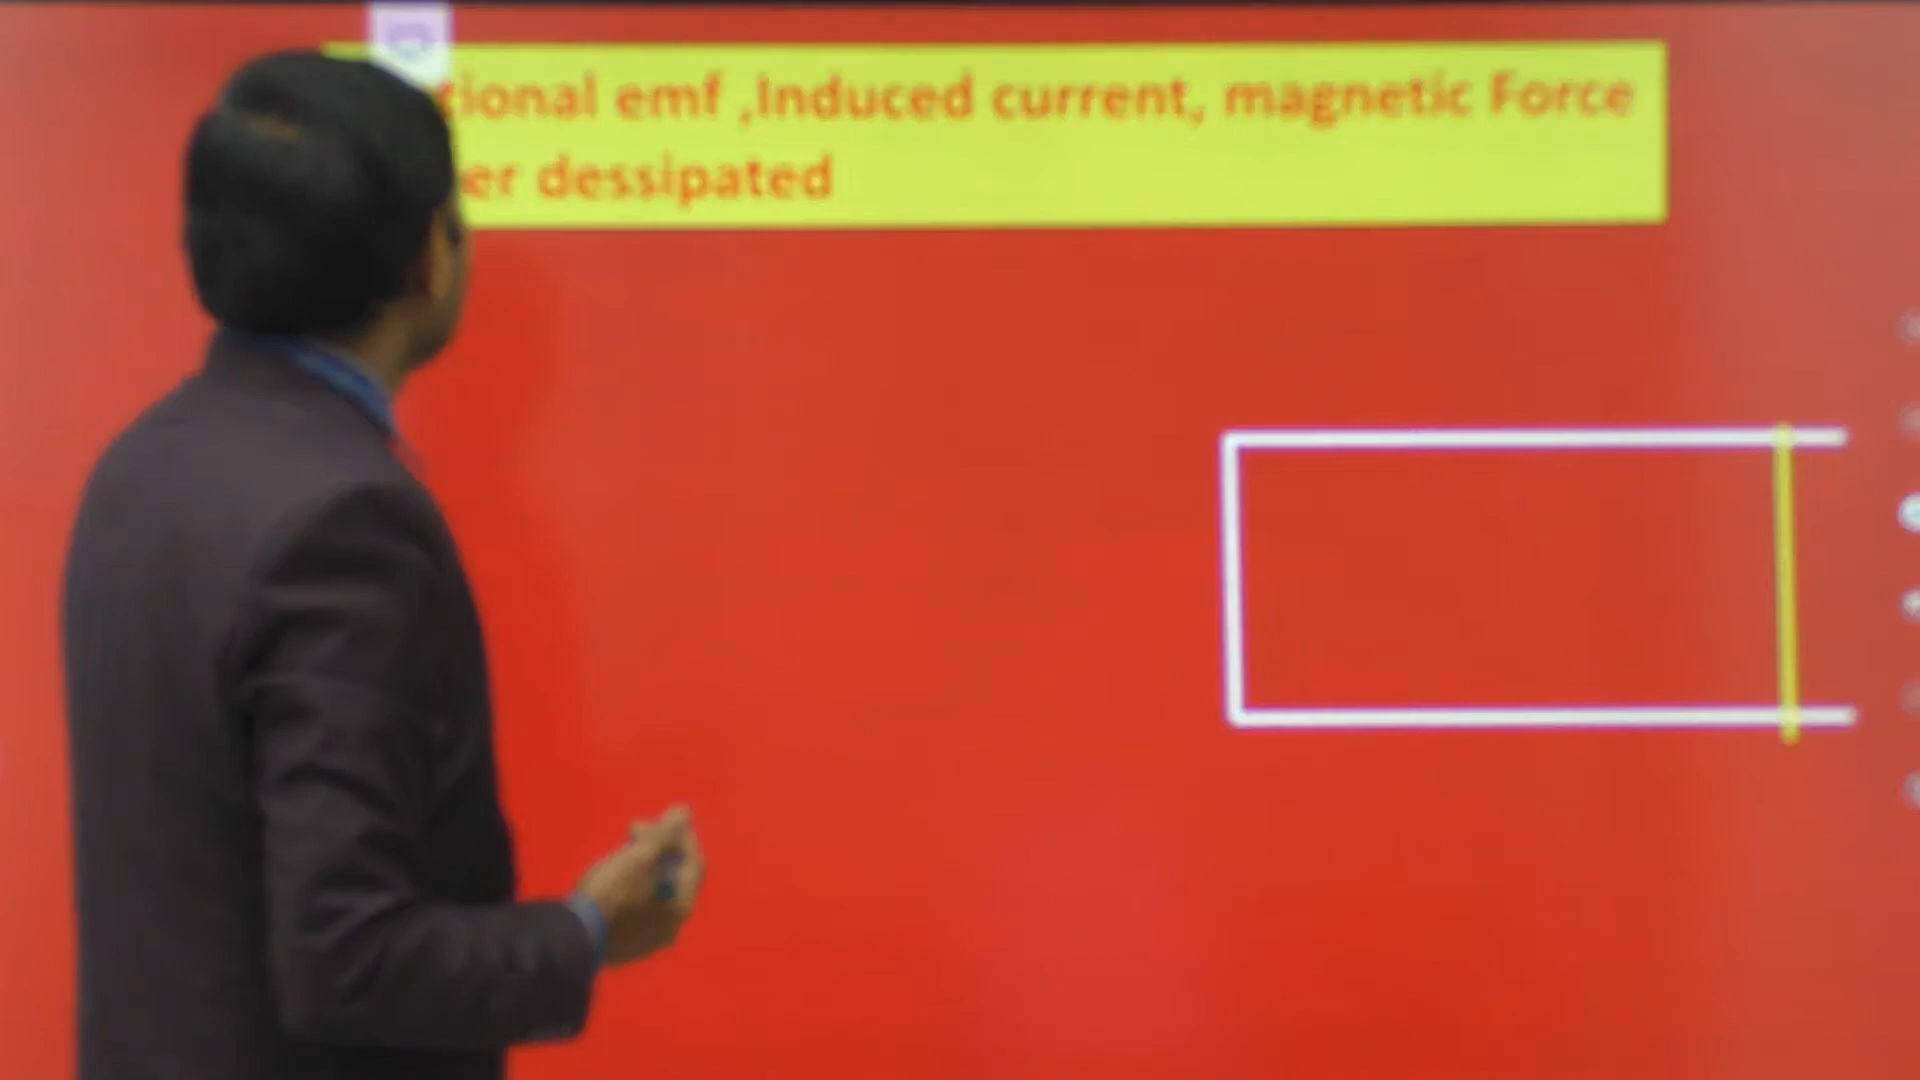 tional emf ,Induced current, magnetic Force
er dessipated